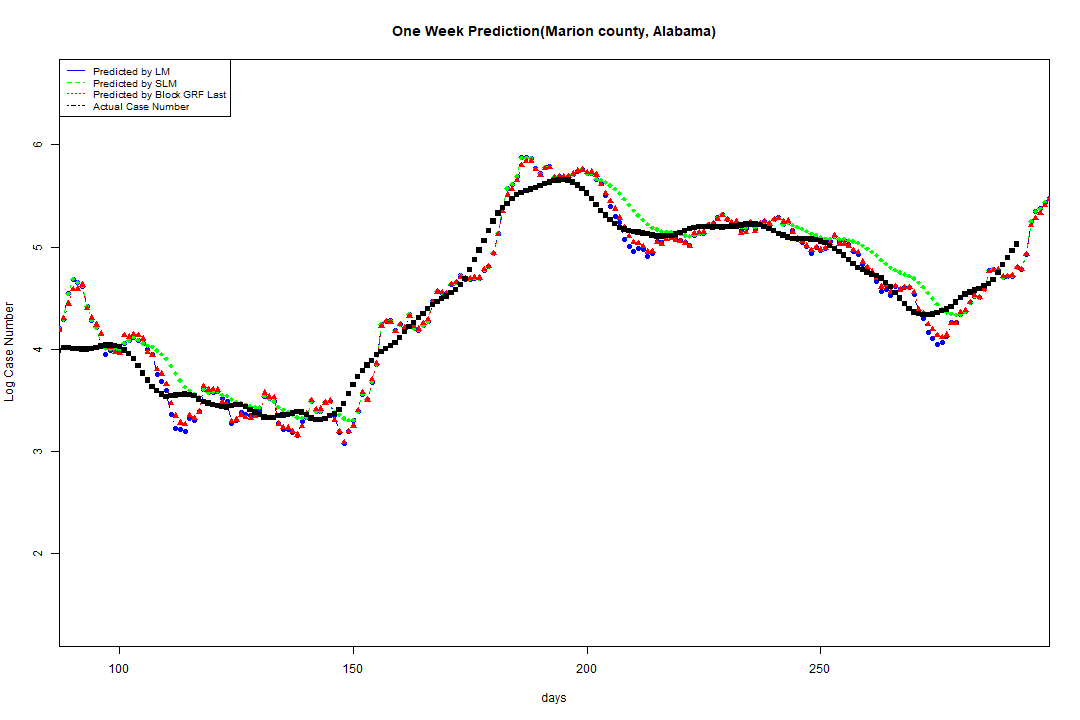 One Week Prediction(Marion county, Alabama)
Predicted by LM
Predicted by SLM
Predicted by Block GRF Last
Actual Case Number
6
5
4
3
2
Log Case Number
100 150 200 250
days